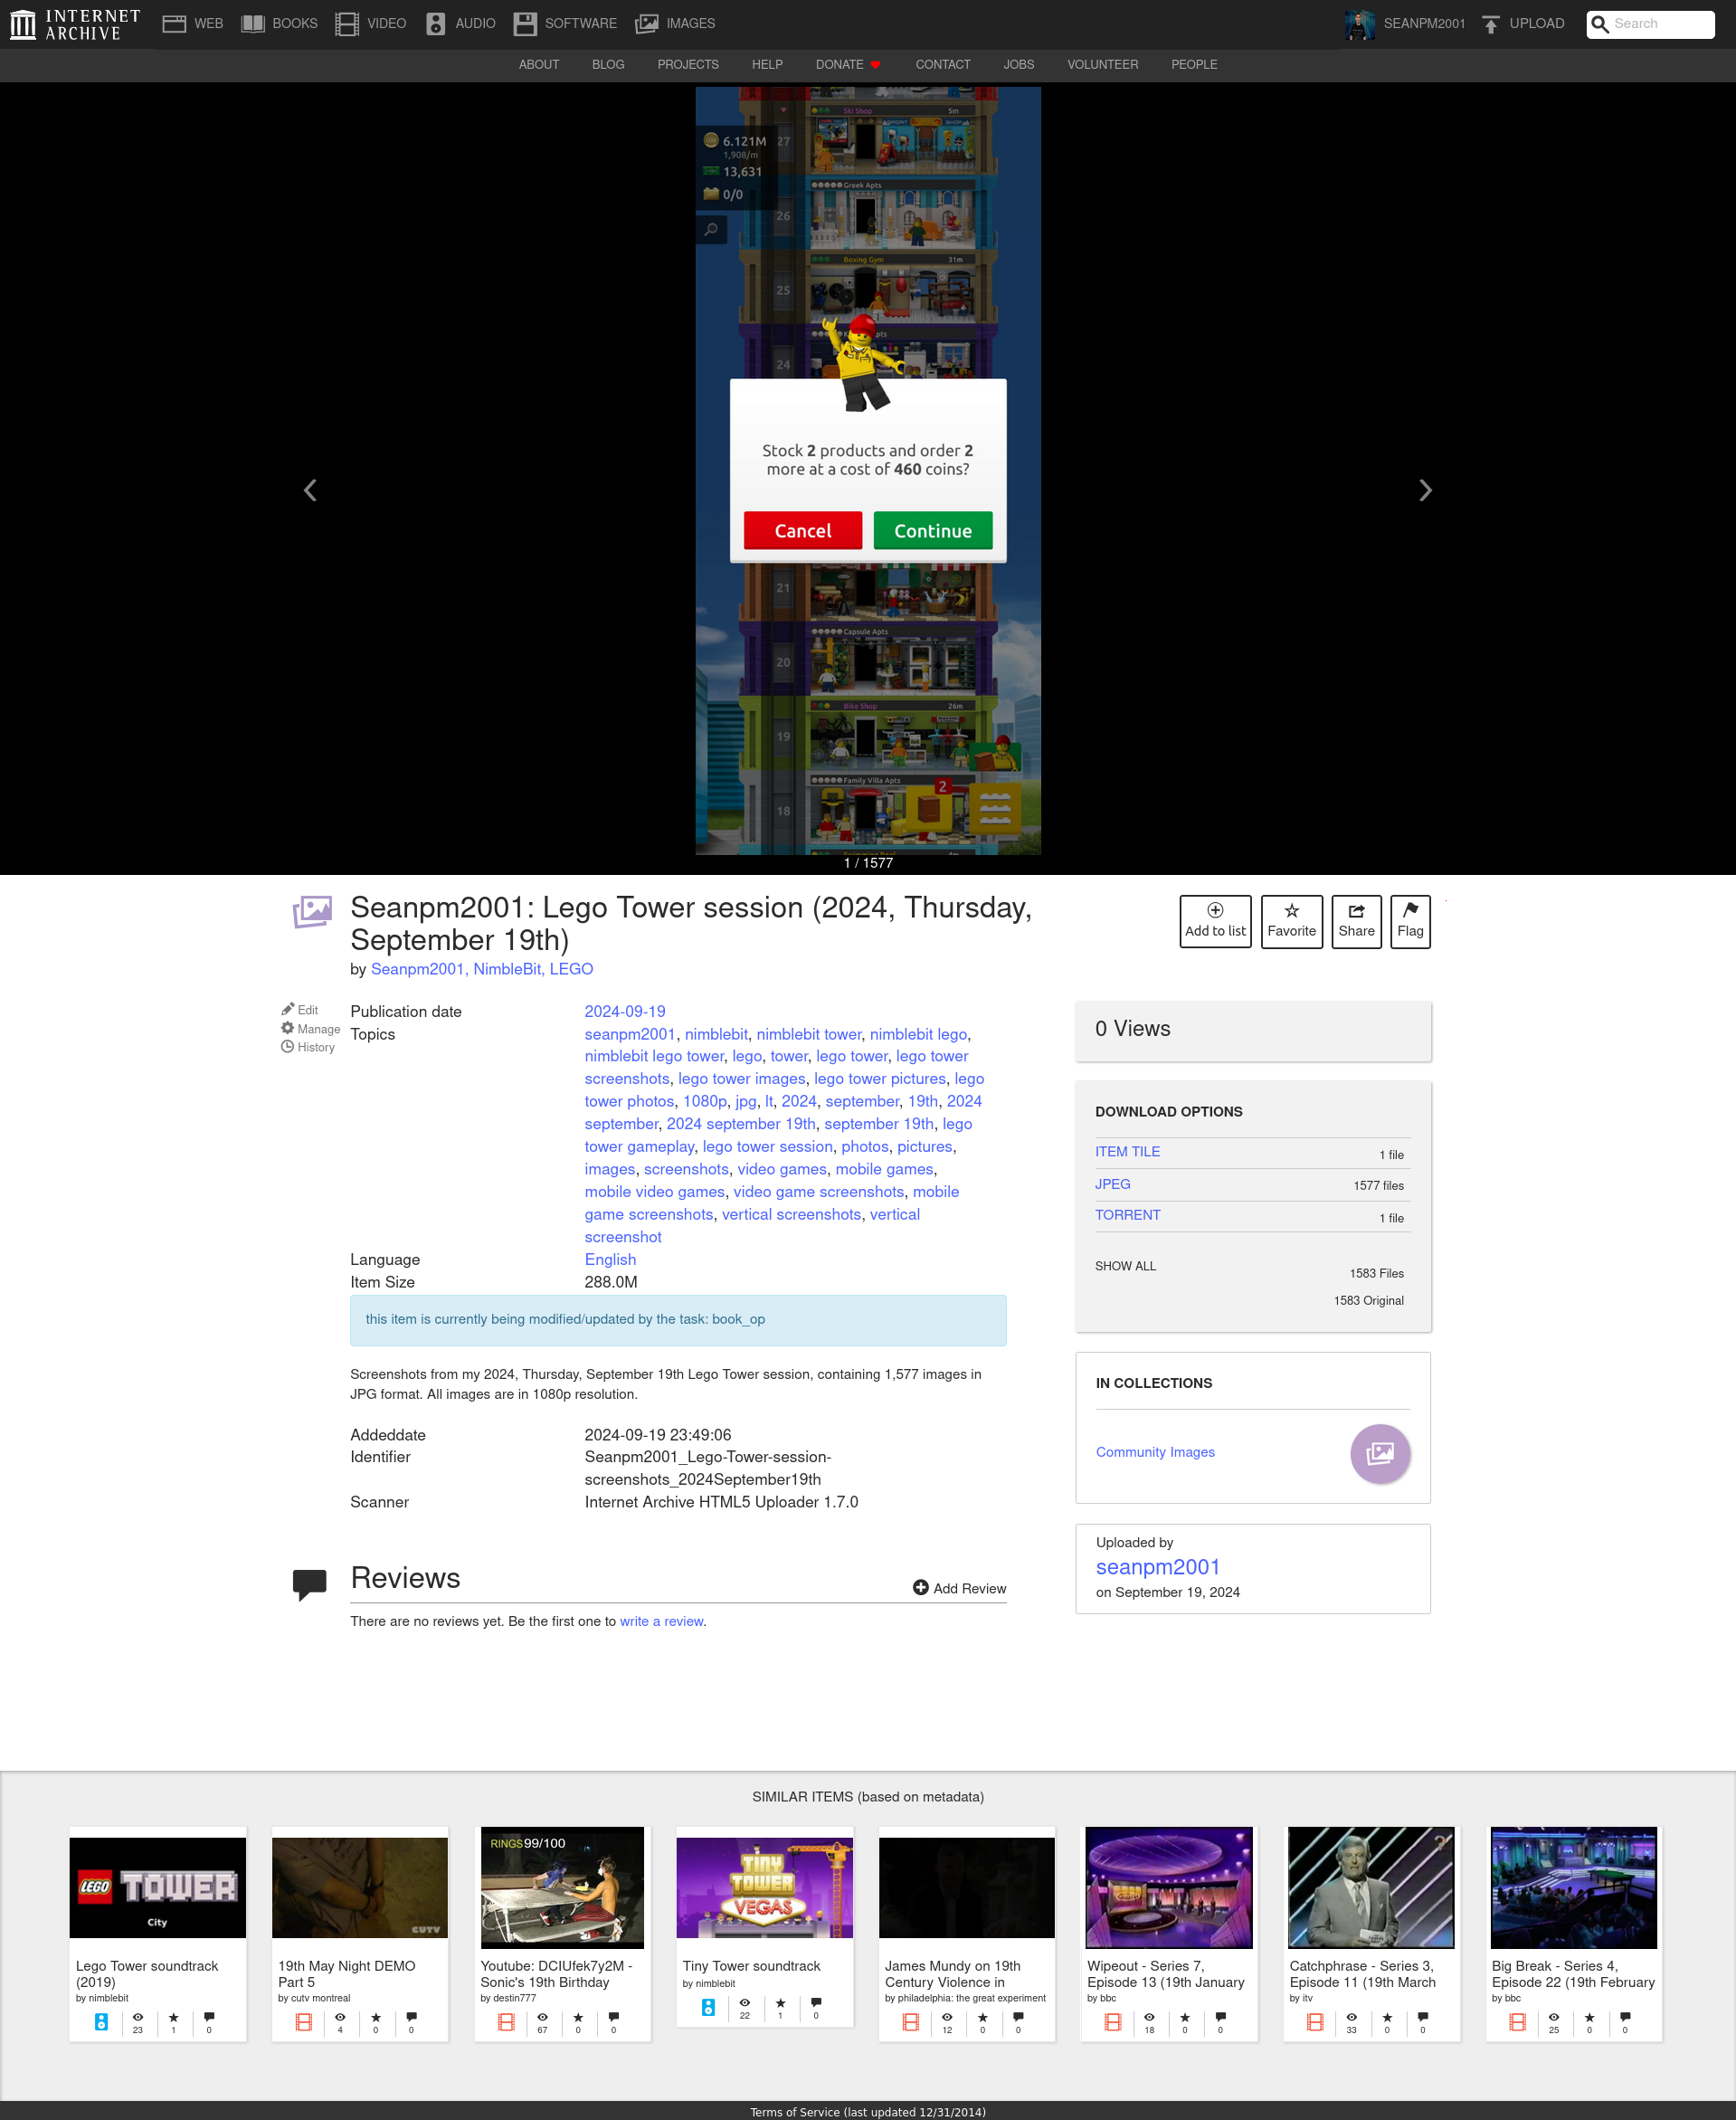 INTERNET ARCHIVE
WEB
BOOKS
VIDEO
AUDIO
SOFTWARE
IMAGES
SEANPM2001
UPLOAD
Search
ABOUT
BLOG
PROJECTS
HELP
DONATE
CONTACT
JOBS
VOLUNTEER
PEOPLE
Ski Shop 5m
6.121M 27
1,908/m
13,631
0/0
Greek Apts
26
Boxing Gym 31m
25
24
Stock 2 products and order 2
more at a cost of 460 coins?
Cancel
Continue
21
Capsule Apts
20
Bike Shop 26m
19
Family Villa Apts
2
18
1 / 1577
Seanpm2001: Lego Tower session (2024, Thursday,
September 19th)
by Seanpm2001, NimbleBit, LEGO
Add to list
Favorite
Share
Flag
Edit
Manage
History
Publication date 2024-09-19
Topics seanpm2001, nimblebit, nimblebit tower, nimblebit lego,
nimblebit lego tower, lego, tower, lego tower, lego tower
screenshots, lego tower images, lego tower pictures, lego
tower photos, 1080p, jpg, lt, 2024, september, 19th, 2024
september, 2024 september 19th, september 19th, lego
tower gameplay, lego tower session, photos, pictures,
images, screenshots, video games, mobile games,
mobile video games, video game screenshots, mobile
game screenshots, vertical screenshots, vertical
screenshot
Language English
Item Size 288.0M
this item is currently being modified/updated by the task: book_op
Screenshots from my 2024, Thursday, September 19th Lego Tower session, containing 1,577 images in
JPG format. All images are in 1080p resolution.
Addeddate 2024-09-19 23:49:06
Identifier Seanpm2001_Lego-Tower-session-
screenshots_2024September19th
Scanner Internet Archive HTML5 Uploader 1.7.0
Reviews
Add Review
There are no reviews yet. Be the first one to write a review.
0 Views
DOWNLOAD OPTIONS
ITEM TILE 1 file
JPEG 1577 files
TORRENT 1 file
SHOW ALL 1583 Files
1583 Original
IN COLLECTIONS
Community Images
Uploaded by
seanpm2001
on September 19, 2024
SIMILAR ITEMS (based on metadata)
LEGO TOWER
City
Lego Tower soundtrack
(2019)
by nimblebit
23 1 0
CUTV
19th May Night DEMO
Part 5
by cutv montreal
4 0 0
RINGS 99/100
Youtube: DCIUfek7y2M -
Sonic's 19th Birthday
by destin777
67 0 0
TINY
TOWER
VEGAS
Tiny Tower soundtrack
by nimblebit
22 1 0
James Mundy on 19th
Century Violence in
by philadelphia: the great experiment
12 0 0
Wipeout - Series 7,
Episode 13 (19th January
by bbc
18 0 0
Catchphrase - Series 3,
Episode 11 (19th March
by itv
33 0 0
Big Break - Series 4,
Episode 22 (19th February
by bbc
25 0 0
Terms of Service (last updated 12/31/2014)